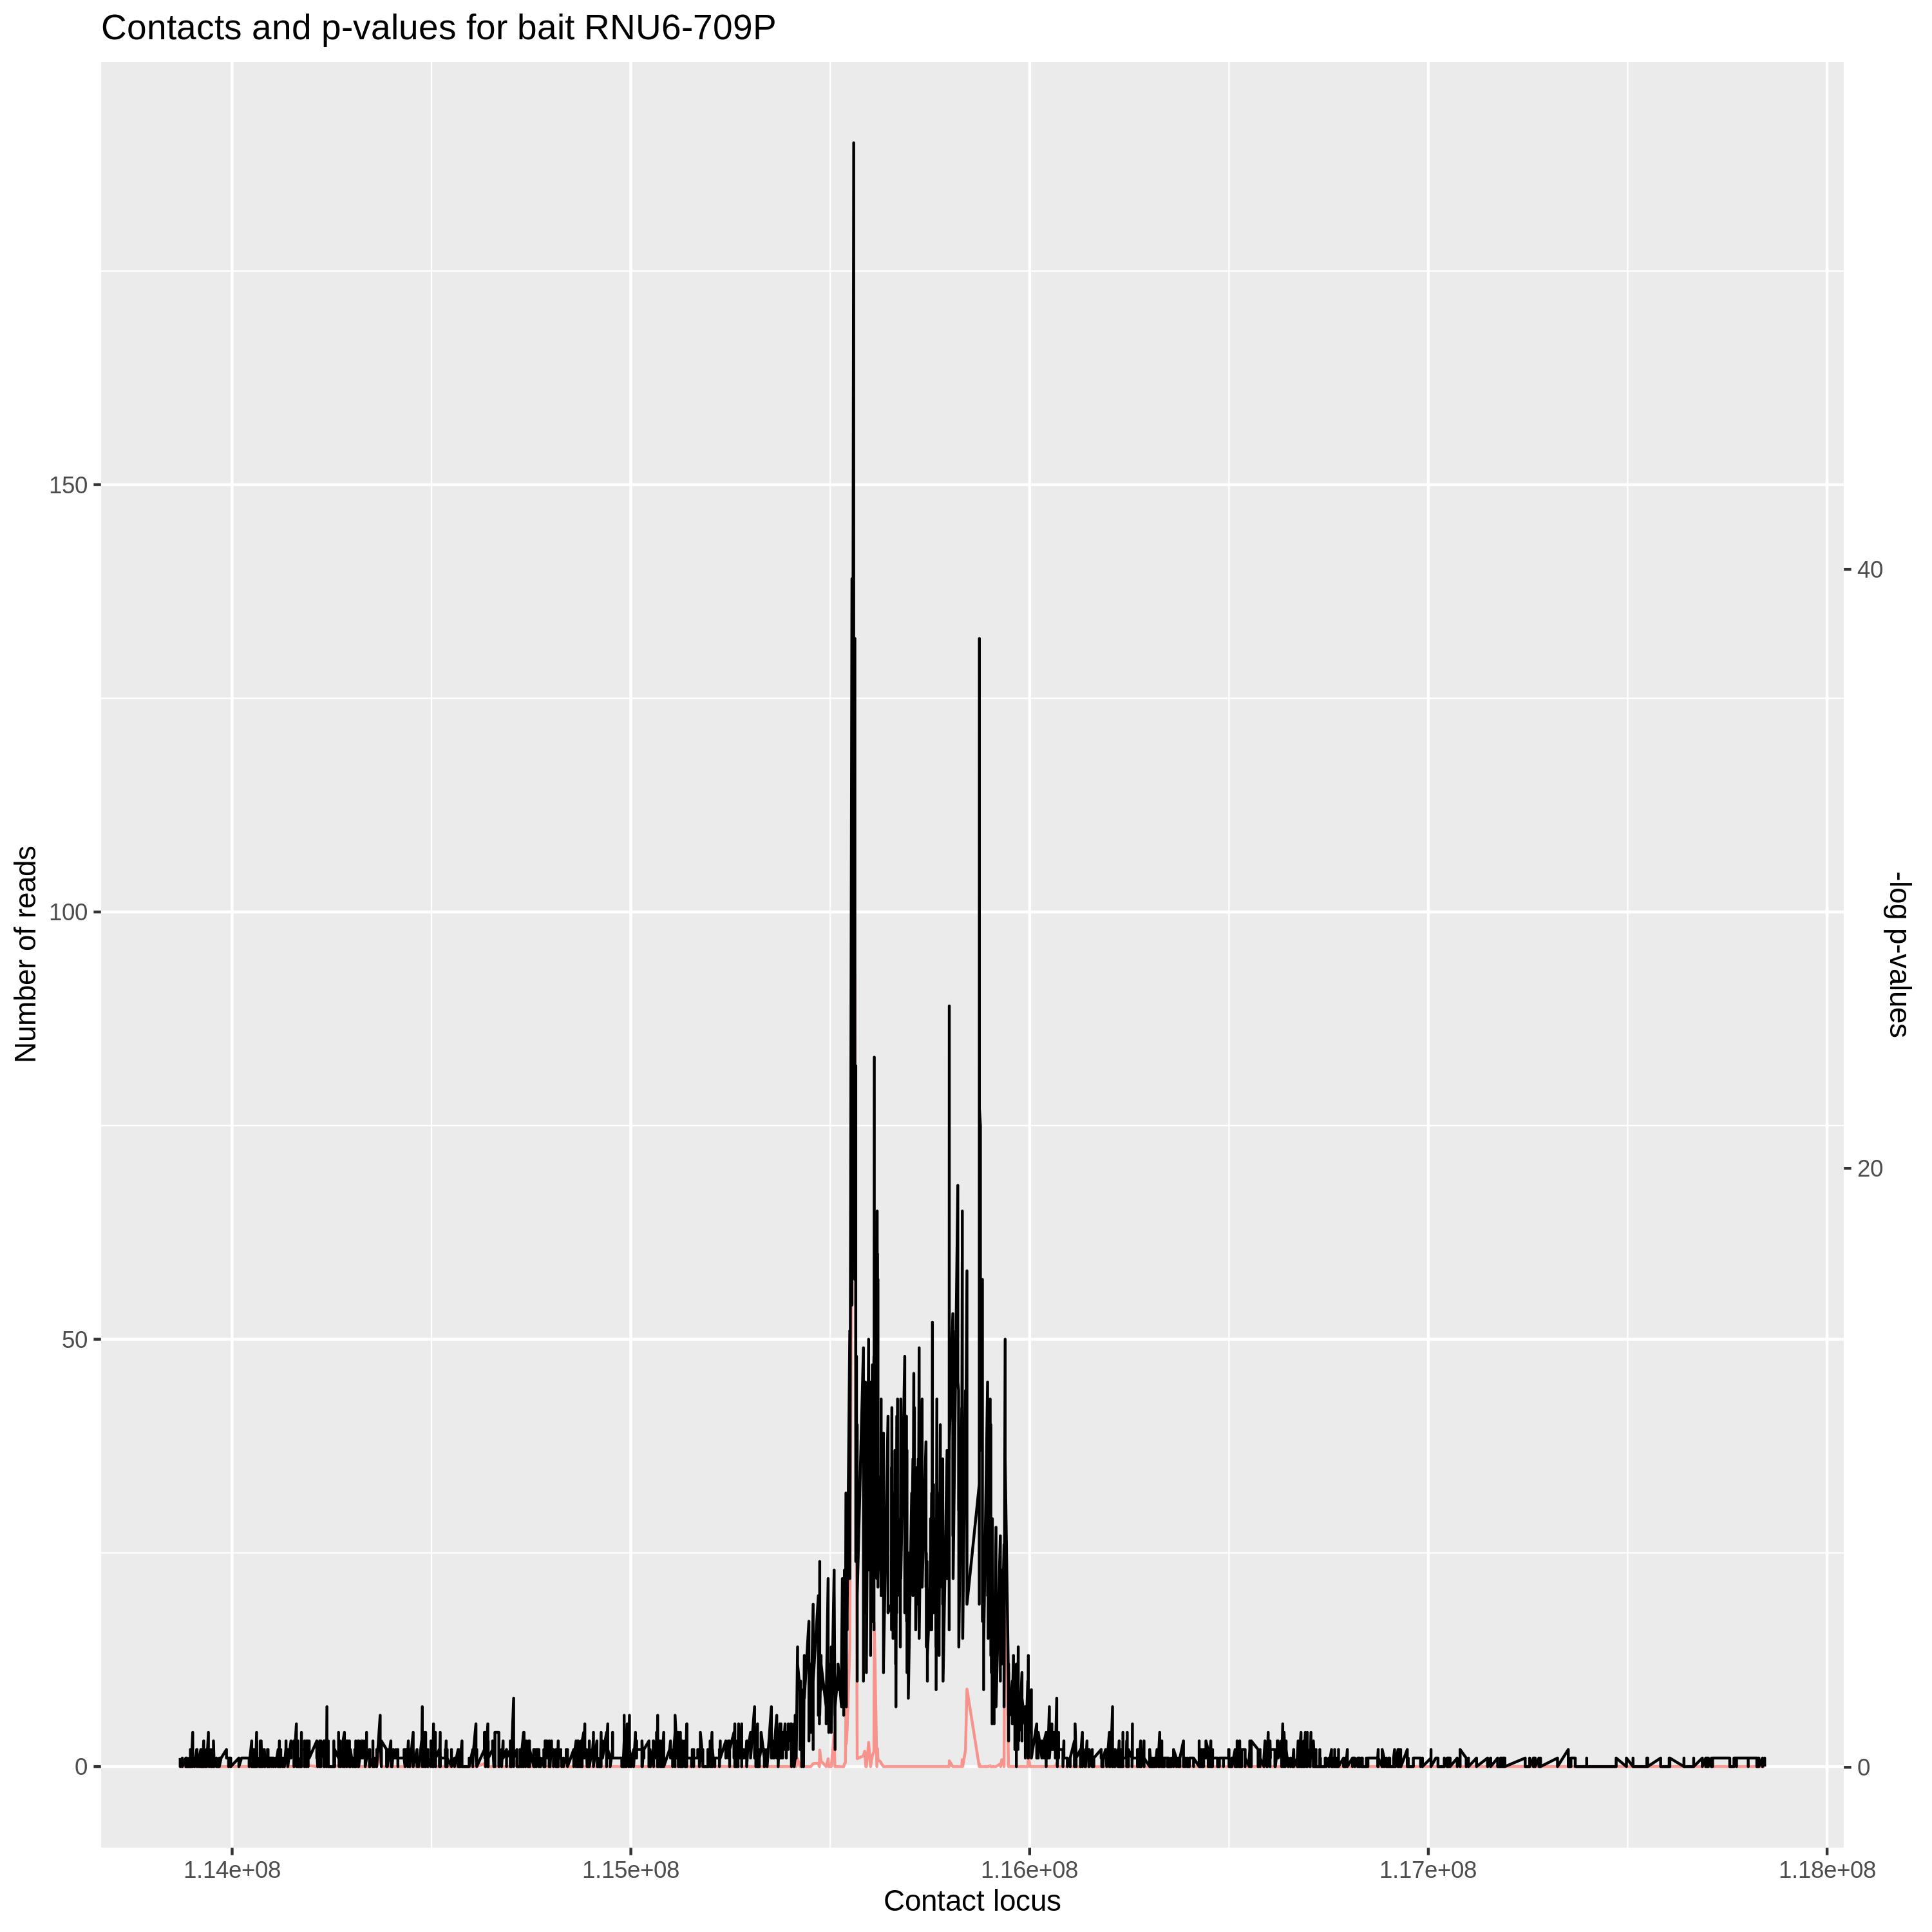 Contacts and p-values for bait RNU6-709P
Number of reads
150
100
50
0
40
20
0
-log p-values
1.14e+08
1.15e+08
1.16e+08
1.17e+08
1.18e+08
Contact locus